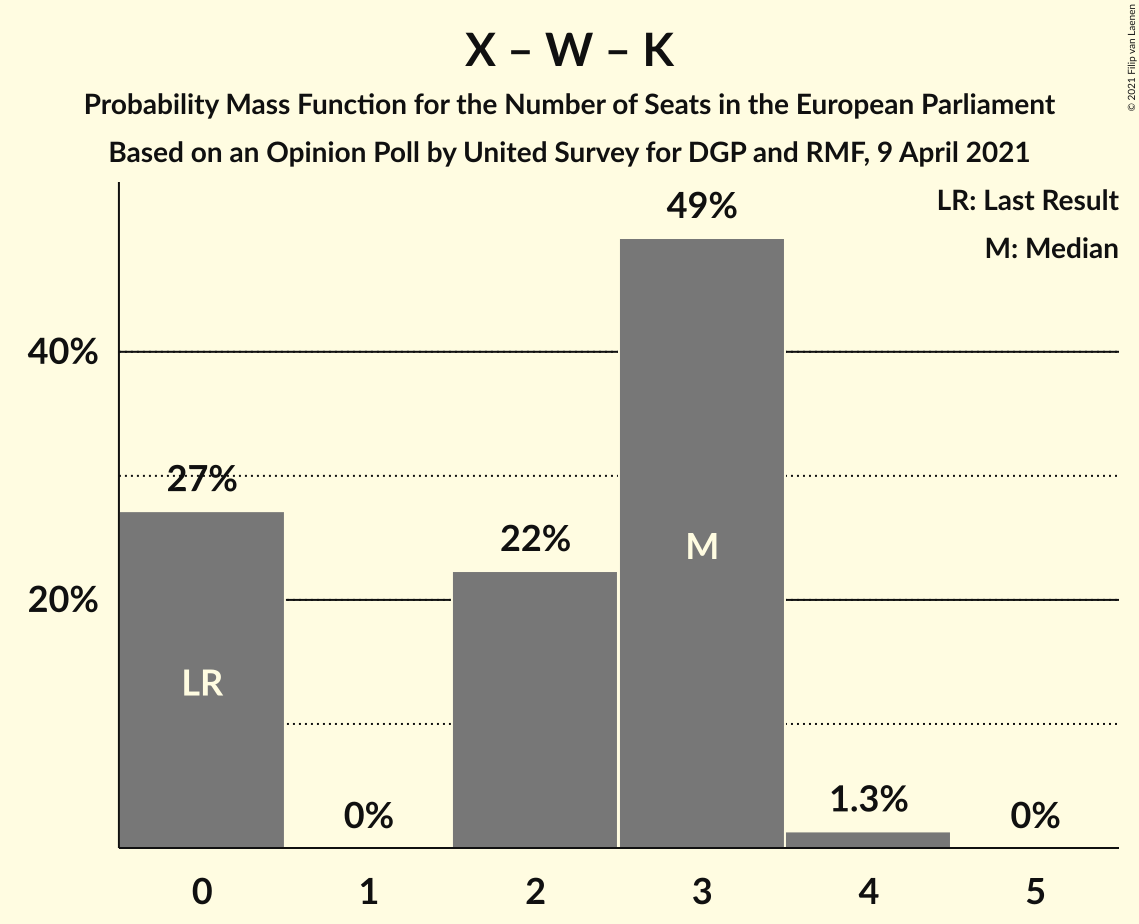 X – W – K
Probability Mass Function for the Number of Seats in the European Parliament
Based on an Opinion Poll by United Survey for DGP and RMF, 9 April 2021
© 2021 Filip van Laenen
LR: Last Result
M: Median
49%
40%
27%
22%
M
20%
LR
0%
1.3%
0%
0
1
2
3
4
5